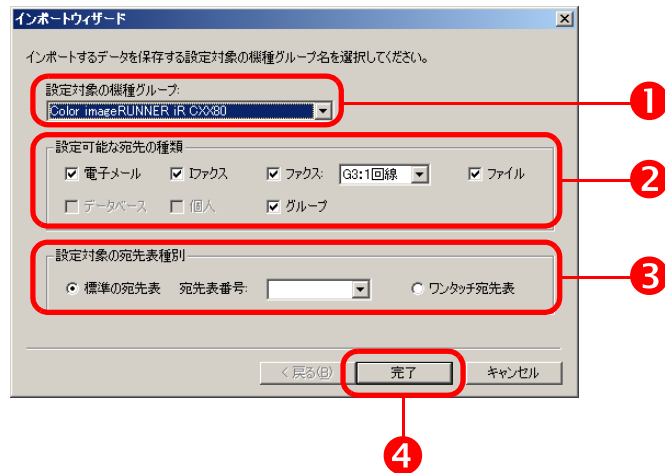 インポートウィザード
インポートするデータを保存する設定対象の機種グループ名を選択してください。
設定対象の機種グループ:
Color imageRUNNER iR CXX80
1
設定可能な宛先の種類
電子メール Iファクス ファクス: G3:1回線 ファイル
データベース 個人 グループ
2
設定対象の宛先表種別
標準の宛先表 宛先表番号: ワンタッチ宛先表
3
< 戻る(B) 完了 キャンセル
4